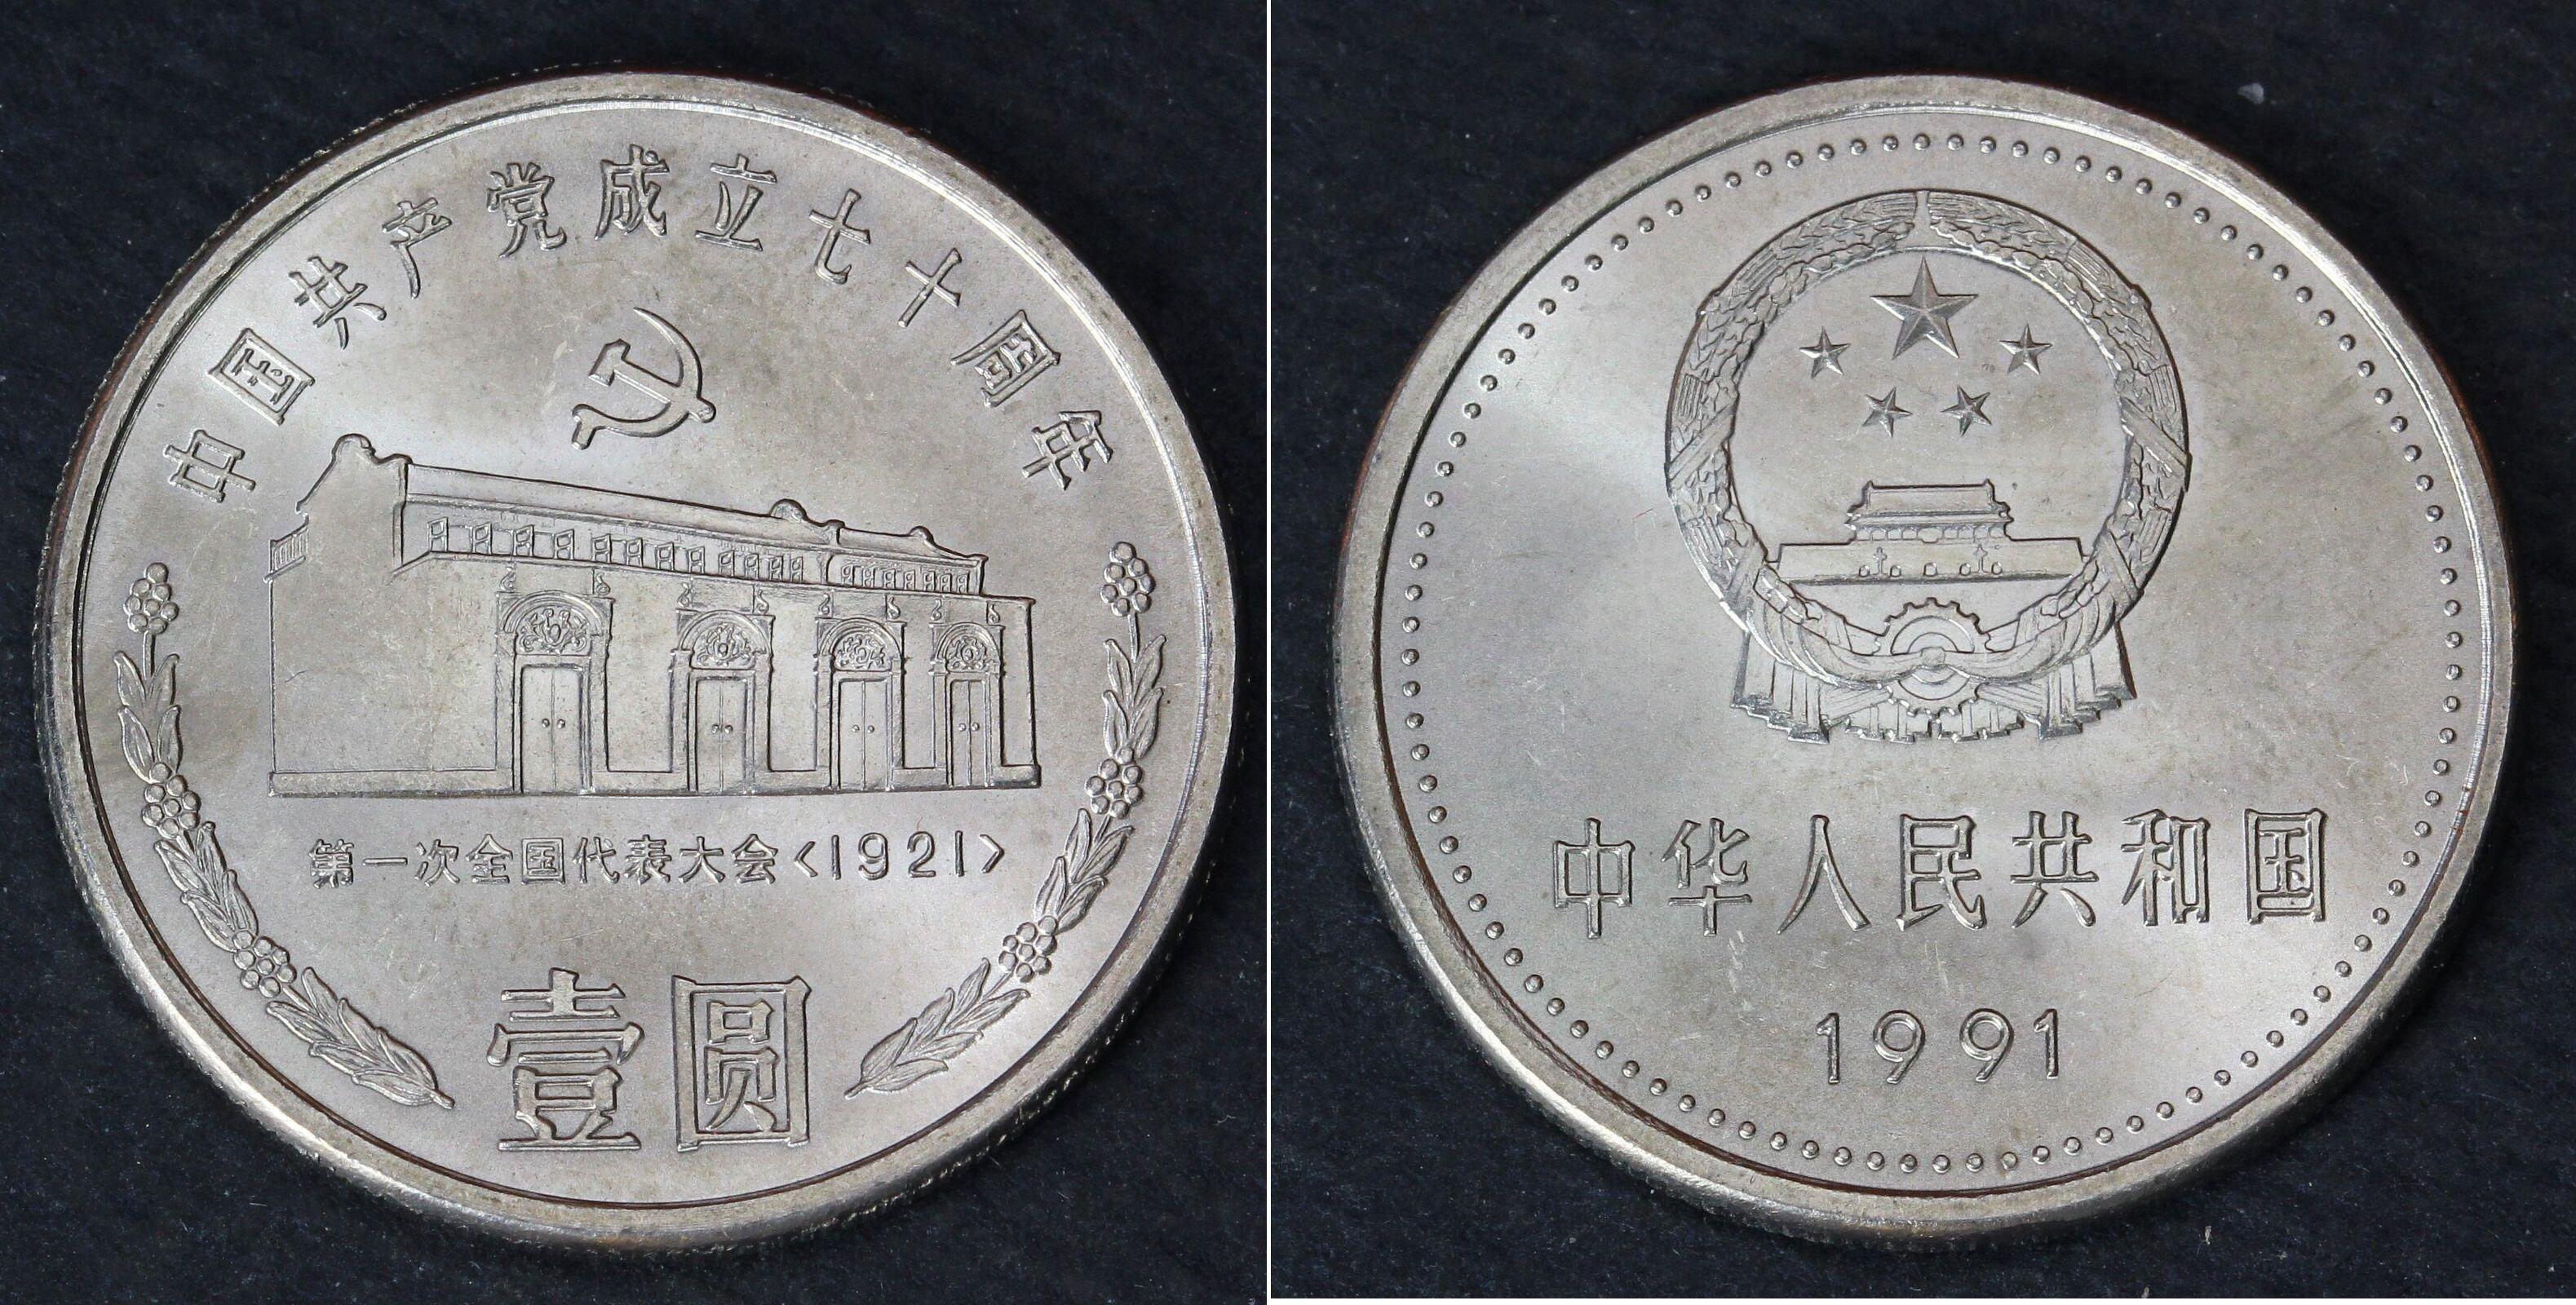 中国共产党成立七十周年
第一次全国代表大会<1921>
壹圆
中华人民共和国
1991